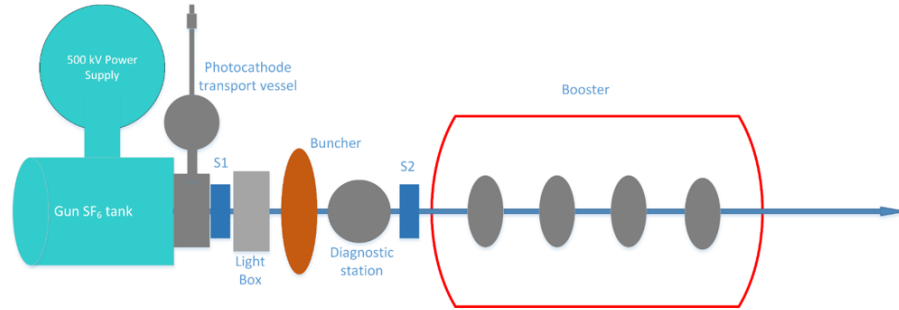 500 kV Power
Supply
Photocathode
transport vessel
Booster
Buncher
S1
S2
Gun SF₆ tank
Light
Box
Diagnostic
station